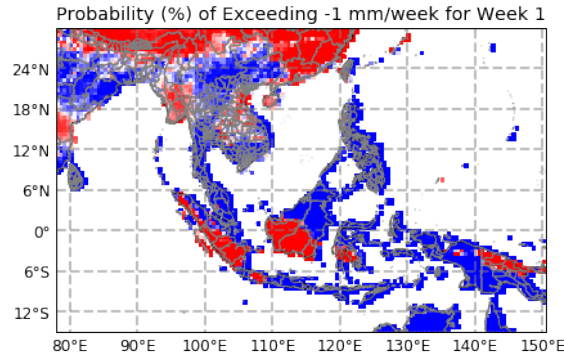 Probability (%) of Exceeding -1 mm/week for Week 1
24°N
18°N
12°N
6°N
0°
6°S
12°S
80°E 90°E 100°E 110°E 120°E 130°E 140°E 150°E